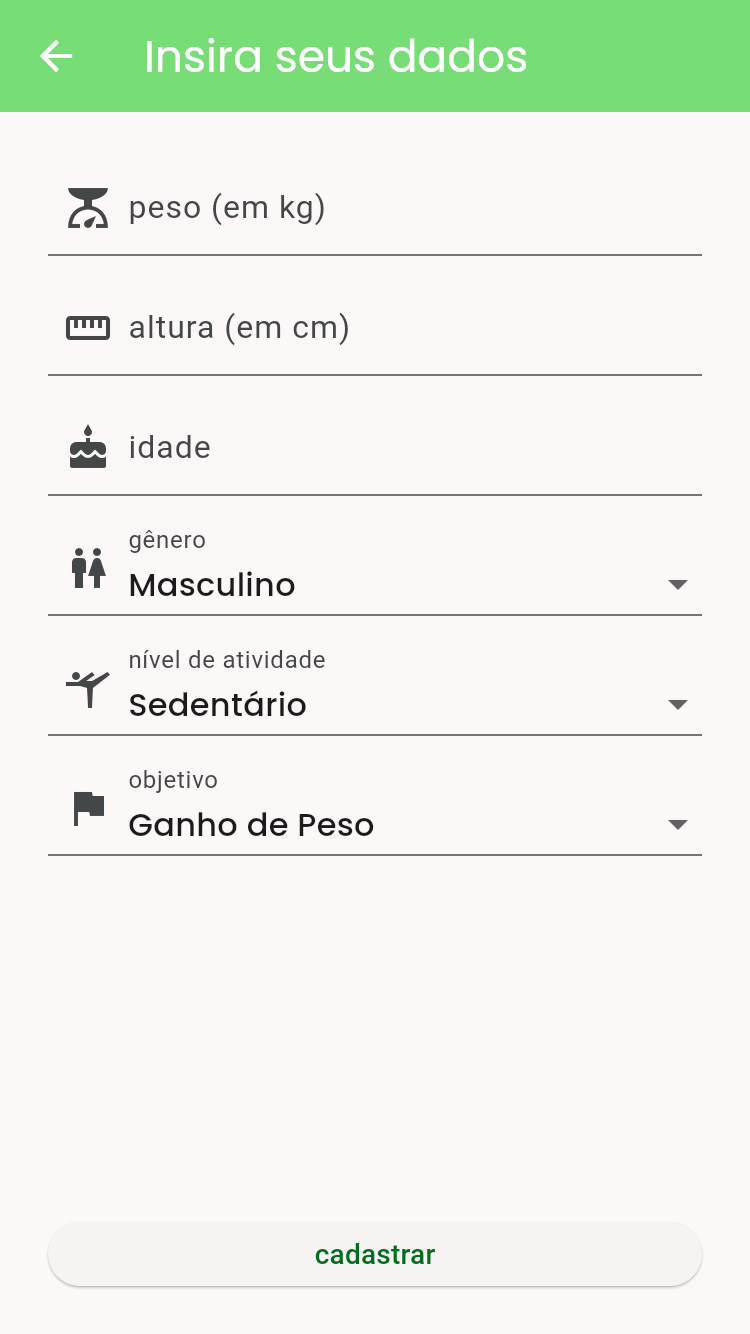 Insira seus dados
peso (em kg)
altura (em cm)
idade
gênero
Masculino
nível de atividade
Sedentário
objetivo
Ganho de Peso
cadastrar